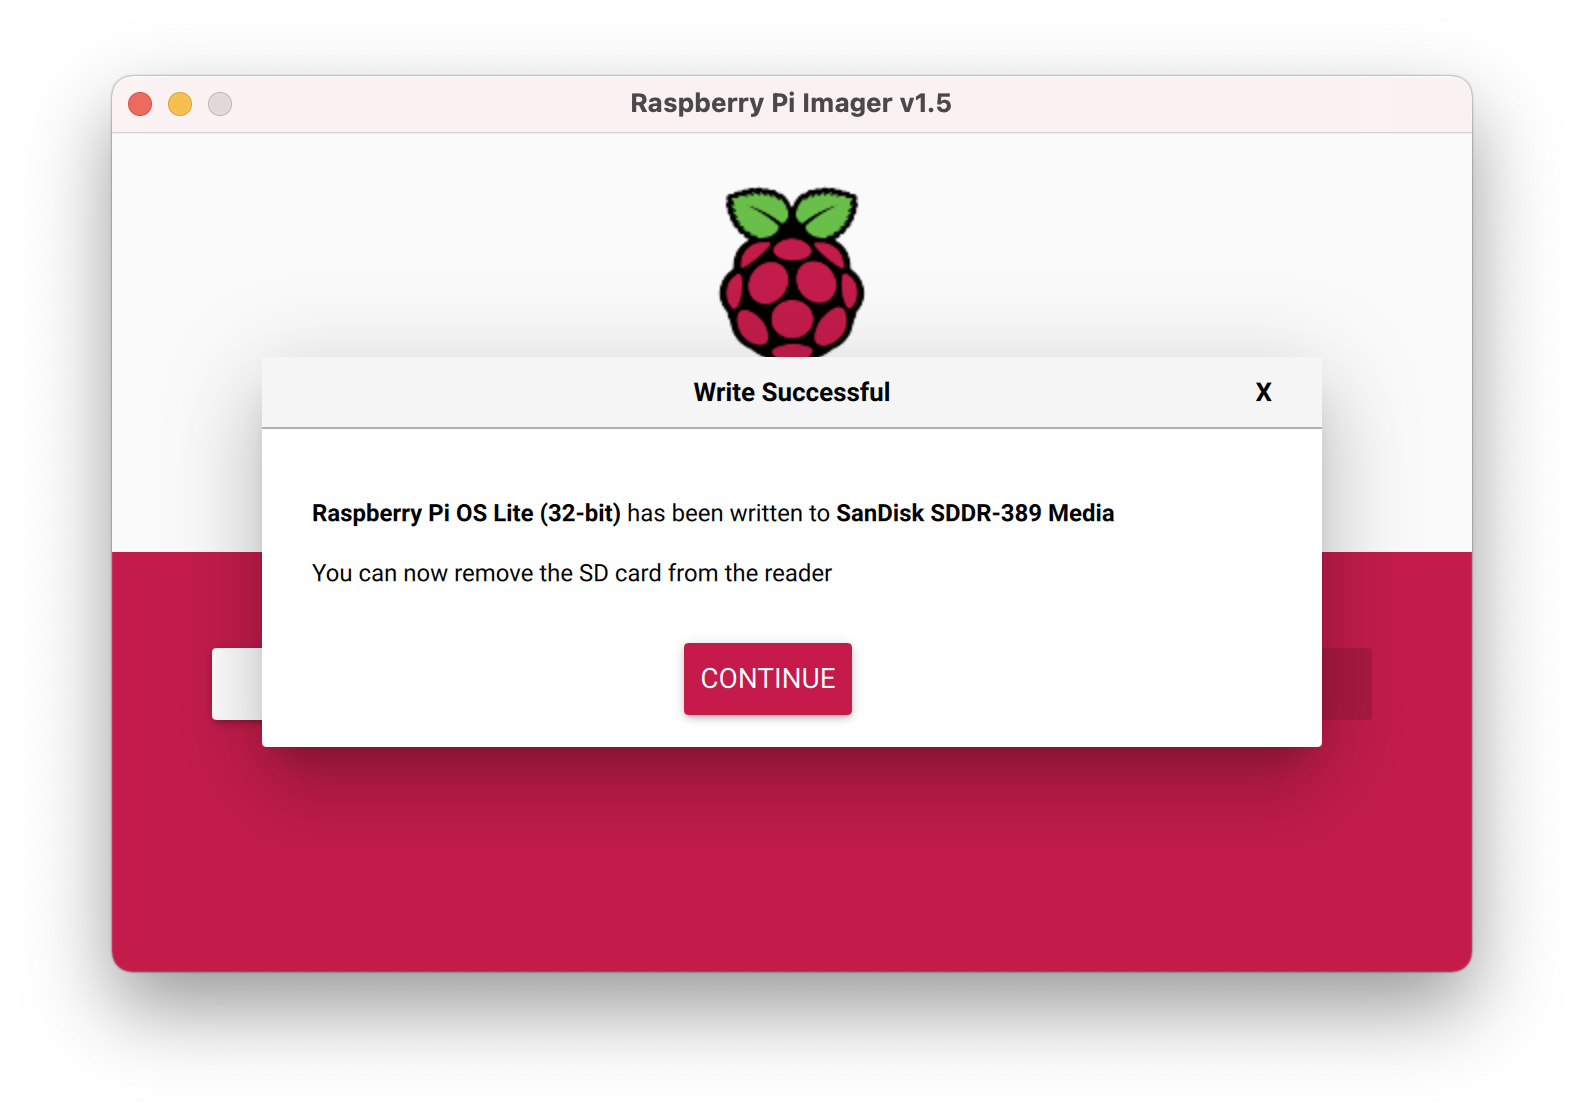 Raspberry Pi Imager v1.5
Write Successful
X
Raspberry Pi OS Lite (32-bit) has been written to SanDisk SDDR-389 Media
You can now remove the SD card from the reader
CONTINUE